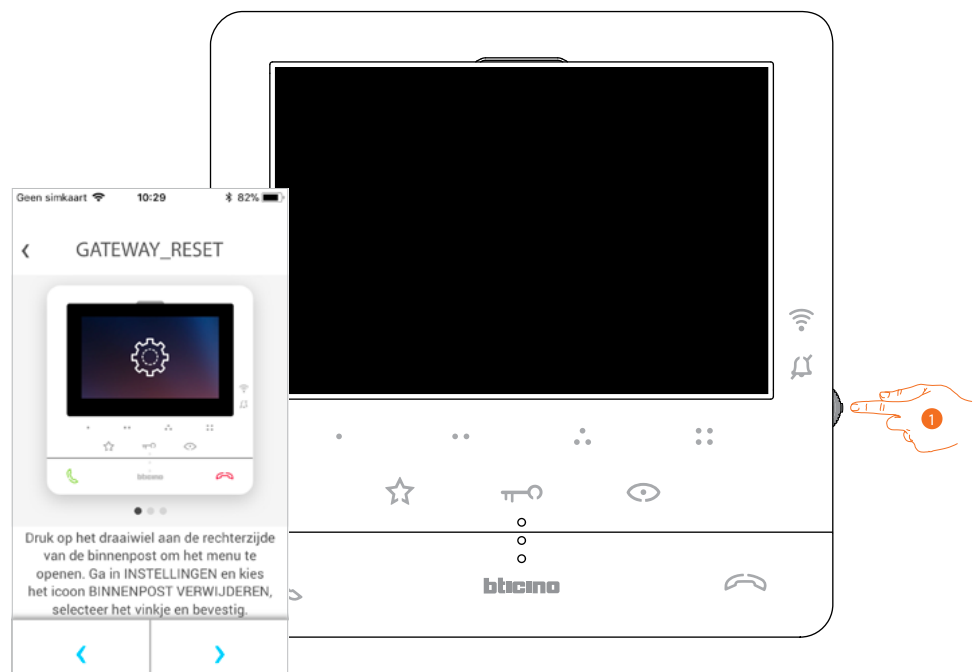 Geen simkaart 10:29 82%
GATEWAY_RESET
bticino
Druk op het draaiwiel aan de rechterzijde
van de binnenpost om het menu te
openen. Ga in INSTELLINGEN en kies
het icoon BINNENPOST VERWIJDEREN,
selecteer het vinkje en bevestig.
bticino
1